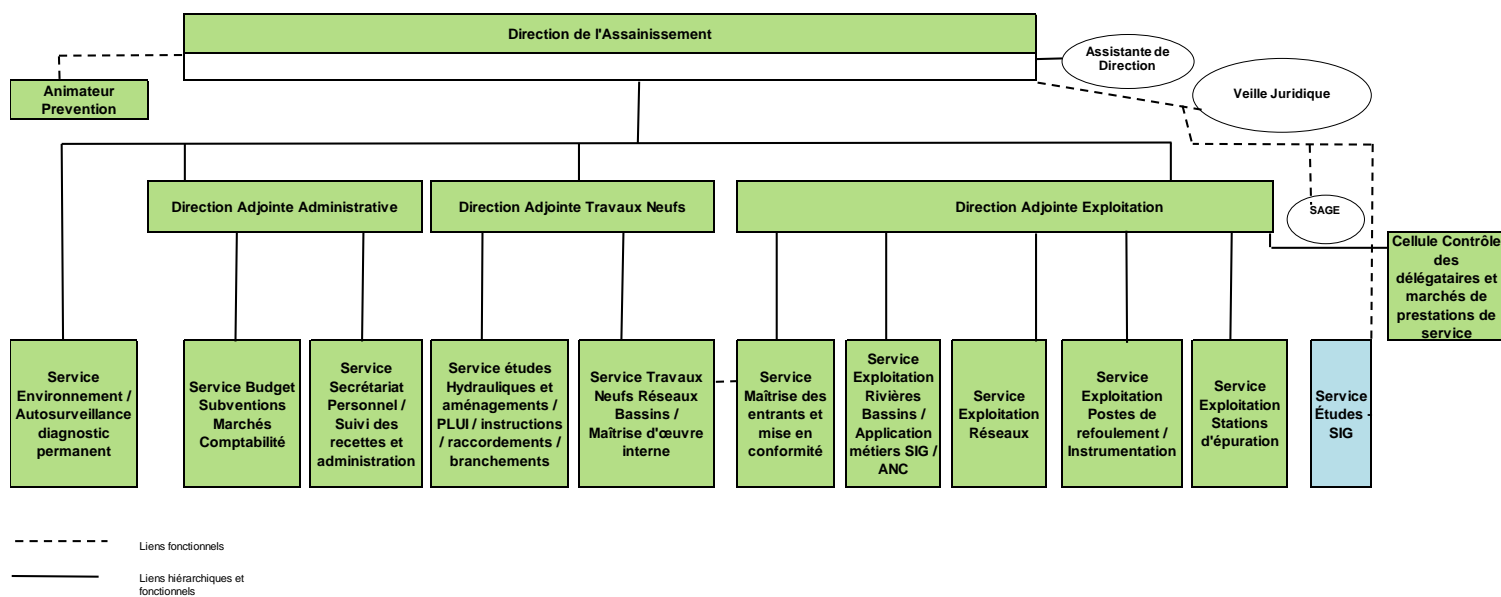 Direction de l'Assainissement
Assistante de
Direction
Veille Juridique
Animateur
Prevention
Direction Adjointe Administrative
Direction Adjointe Travaux Neufs
Direction Adjointe Exploitation
SAGE
Cellule Contrôle
des
délégataires et
marchés de
prestations de
service
Service
Environnement /
Autosurveillance
diagnostic
permanent
Service Budget
Subventions
Marchés
Comptabilité
Service
Secrétariat
Personnel /
Suivi des
recettes et
administration
Service études
Hydrauliques et
aménagements /
PLUI / instructions
/ raccordements /
branchements
Service Travaux
Neufs Réseaux
Bassins /
Maîtrise d'œuvre
interne
Service
Maîtrise des
entrants et
mise en
conformité
Service
Exploitation
Rivières
Bassins /
Application
métiers SIG /
ANC
Service
Exploitation
Réseaux
Service
Exploitation
Postes de
refoulement /
Instrumentation
Service
Exploitation
Stations
d'épuration
Service
Études -
SIG
Liens fonctionnels
Liens hiérarchiques et
fonctionnels